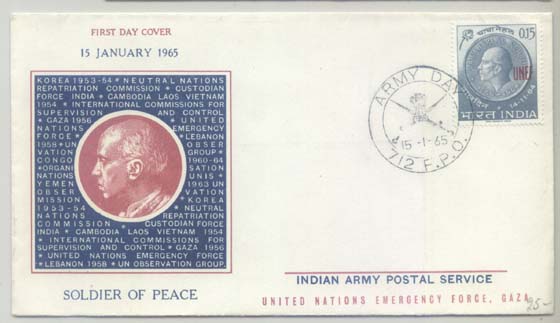 FIRST DAY COVER
15 JANUARY 1965
KOREA 1953-54 * NEUTRAL NATIONS
REPATRIATION COMMISSION * CUSTODIAN
FORCE INDIA * CAMBODIA LAOS VIETNAM
1954 * INTERNATIONAL COMMISSIONS FOR
SUPERVISION AND CONTROL *
* GAZA 1956 * UNITED
NATIONS EMERGENCY
FORCE * LEBANON
1958 * UN OBSER
VATION GROUP *
CONGO 1960-64
* ORGANI SATION
NATIONS UNIS *
YEMEN 1963 UN
OBSER VATION
MISSION * KOREA
1953-54 * NEUTRAL
NATIONS REPATRIATION
COMMISSION * CUSTODIAN FORCE
INDIA * CAMBODIA LAOS VIETNAM 1954
* INTERNATIONAL COMMISSIONS FOR
SUPERVISION AND CONTROL * GAZA 1956
* UNITED NATIONS EMERGENCY FORCE
* LEBANON 1958 * UN OBSERVATION GROUP
SOLDIER OF PEACE
ARMY DAY
15-1-65
712 F.P.O.
चाचा नेहरू
0.15
UNEF
14-11-64
भारत INDIA
INDIAN ARMY POSTAL SERVICE
UNITED NATIONS EMERGENCY FORCE, GAZA
25-